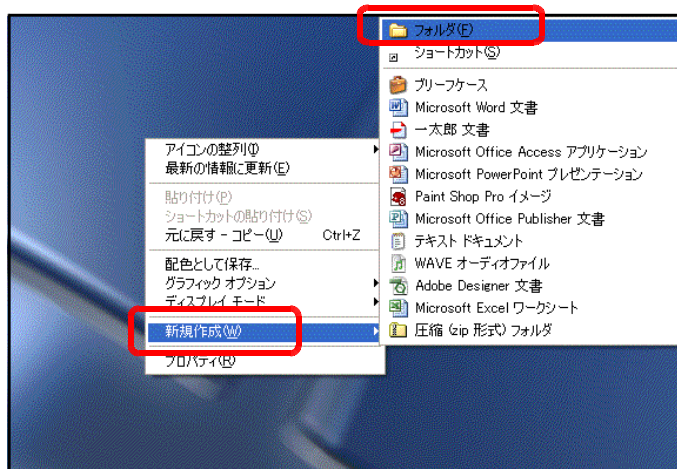 フォルダ(F)
ショートカット(S)
ブリーフケース
Microsoft Word 文書
一太郎 文書
Microsoft Office Access アプリケーション
Microsoft PowerPoint プレゼンテーション
Paint Shop Pro イメージ
Microsoft Office Publisher 文書
テキスト ドキュメント
WAVE オーディオファイル
Adobe Designer 文書
Microsoft Excel ワークシート
圧縮 (zip 形式) フォルダ
アイコンの整列(I)
最新の情報に更新(E)
貼り付け(P)
ショートカットの貼り付け(S)
元に戻す - コピー(U) Ctrl+Z
配色として保存...
グラフィック オプション
ディスプレイ モード
新規作成(W)
プロパティ(R)